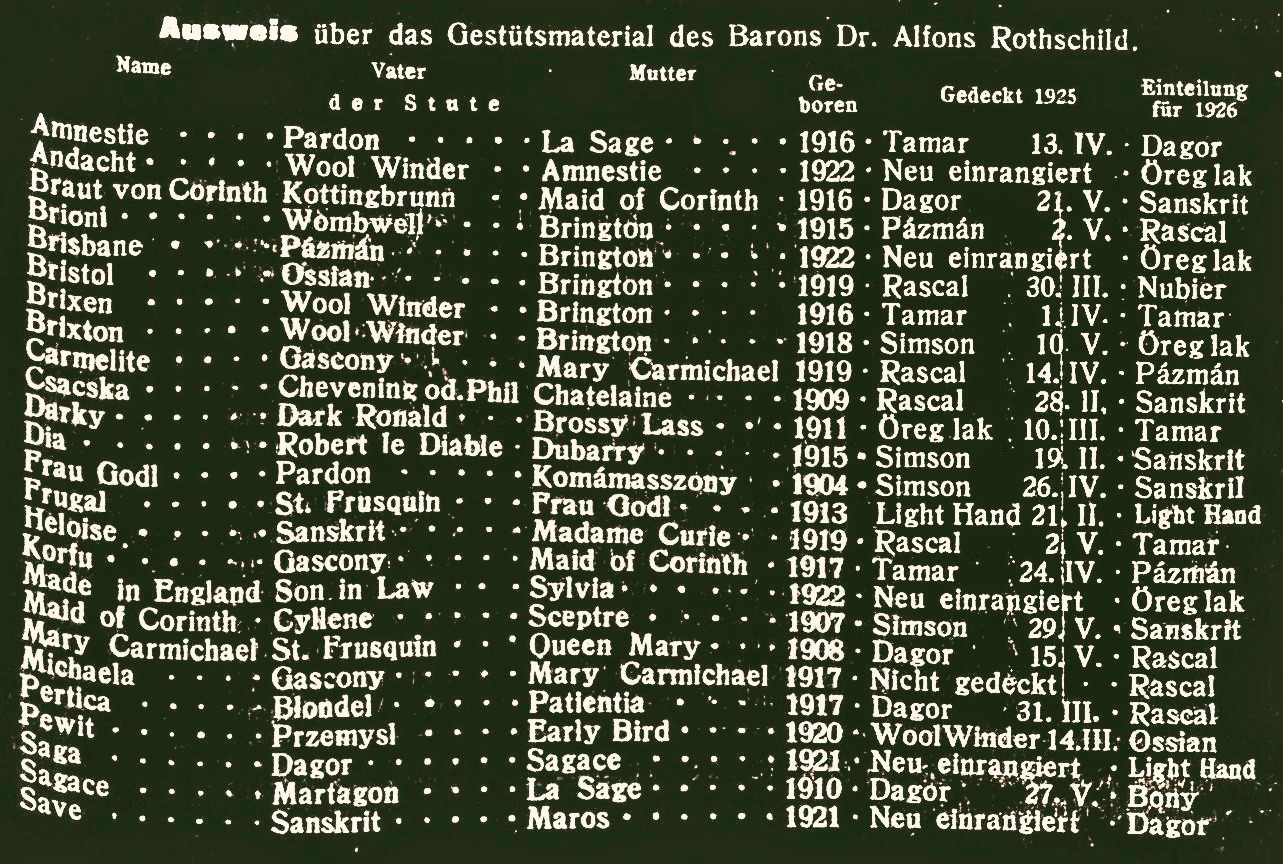 Ausweis über das Gestütsmaterial des Barons Dr. Alfons Rothschild.
Name Vater Mutter Ge- Gedeckt 1925 Einteilung
der Stute boren für 1926
Amnestie · · · · Pardon · · · · · La Sage · · · · · 1916 · Tamar 13. IV. · Dagor
Andacht · · · · · Wool Winder · · Amnestie · · · · 1922 · Neu einrangiert · · Öreg lak
Braut von Corinth Kottingbrunn · · Maid of Corinth · 1916 · Dagor 21. V. · Sanskrit
Brioni · · · · · · Wombwell · · · Brington · · · · · 1915 · Pázmán 2. V. · Rascal
Brisbane · · · · · Pázmán · · · · Brington · · · · · 1922 · Neu einrangiert · Öreg lak
Bristol · · · · · Ossian · · · · · Brington · · · · · 1919 · Rascal 30. III. · Nubier
Brixen · · · · · Wool Winder · · Brington · · · · · 1916 · Tamar 1. IV. · Tamar
Brixton · · · · · Wool Winder · · Brington · · · · · 1918 · Simson 10. V. · Öreg lak
Carmelite · · · · Gascony · · · · Mary Carmichael 1919 · Rascal 14. IV. · Pázmán
Csacska · · · · · Chevening od. Phil Chatelaine · · · · 1909 · Rascal 28. II. · Sanskrit
Darky · · · · · · Dark Ronald · · · Brossy Lass · · · 1911 · Öreg lak 10. III. · Tamar
Dia · · · · · · · Robert le Diable · Dubarry · · · · · 1915 · Simson 19. II. · Sanskrit
Frau Godl · · · · Pardon · · · · · Komámasszony · 1904 · Simson 26. IV. · Sanskril
Frugal · · · · · St. Frusquin · · · Frau Godl · · · · 1913 Light Hand 21. II. · Light Hand
Heloise · · · · · Sanskrit · · · · Madame Curie · · 1919 · Rascal 2. V. · Tamar
Korfu · · · · · · Gascony · · · · Maid of Corinth · 1917 · Tamar 24. IV. · Pázmán
Made in England Son in Law · · · Sylvia · · · · · · 1922 · Neu einrangiert · Öreg lak
Maid of Corinth · Cyllene · · · · · Sceptre · · · · · 1907 · Simson 29. V. · Sanskrit
Mary Carmichael St. Frusquin · · · Queen Mary · · · 1908 · Dagor 15. V. · Rascal
Michaela · · · · Gascony · · · · · Mary Carmichael 1917 · Nicht gedeckt · · Rascal
Pertica · · · · · Blondel · · · · · Patientia · · · · 1917 · Dagor 31. III. · Rascal
Pewit · · · · · · Przemysl · · · · Early Bird · · · · 1920 · Wool Winder 14. III. · Ossian
Saga · · · · · · Dagor · · · · · · Sagace · · · · · 1921 · Neu einrangiert · Light Hand
Sagace · · · · · Martagon · · · · La Sage · · · · · 1910 · Dagor 27. V. · Bony
Save · · · · · · Sanskrit · · · · · Maros · · · · · · 1921 · Neu einrangiert · Dagor